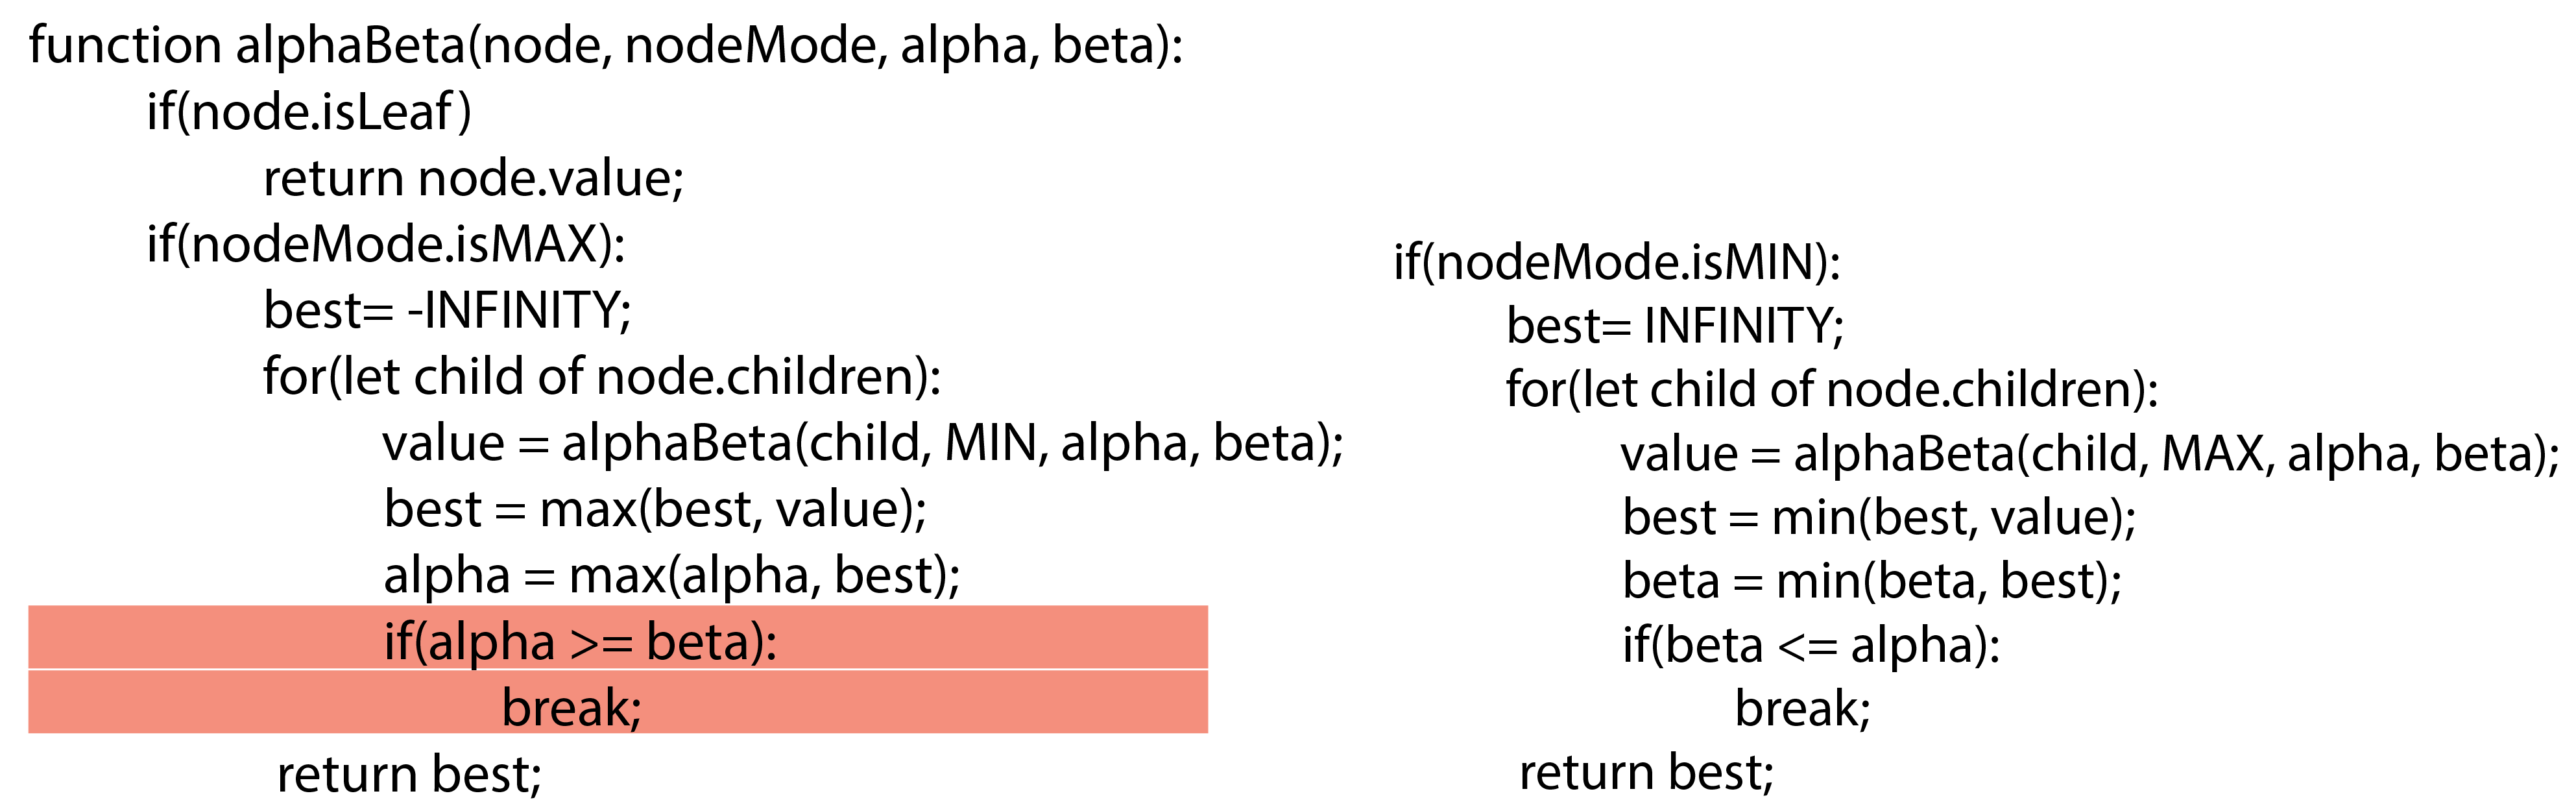 function alphaBeta(node, nodeMode, alpha, beta):
if(node.isLeaf)
return node.value;
if(nodeMode.isMAX):
best= -INFINITY;
for(let child of node.children):
value = alphaBeta(child, MIN, alpha, beta);
best = max(best, value);
alpha = max(alpha, best);
if(alpha >= beta):
break;
return best;
if(nodeMode.isMIN):
best= INFINITY;
for(let child of node.children):
value = alphaBeta(child, MAX, alpha, beta);
best = min(best, value);
beta = min(beta, best);
if(beta <= alpha):
break;
return best;